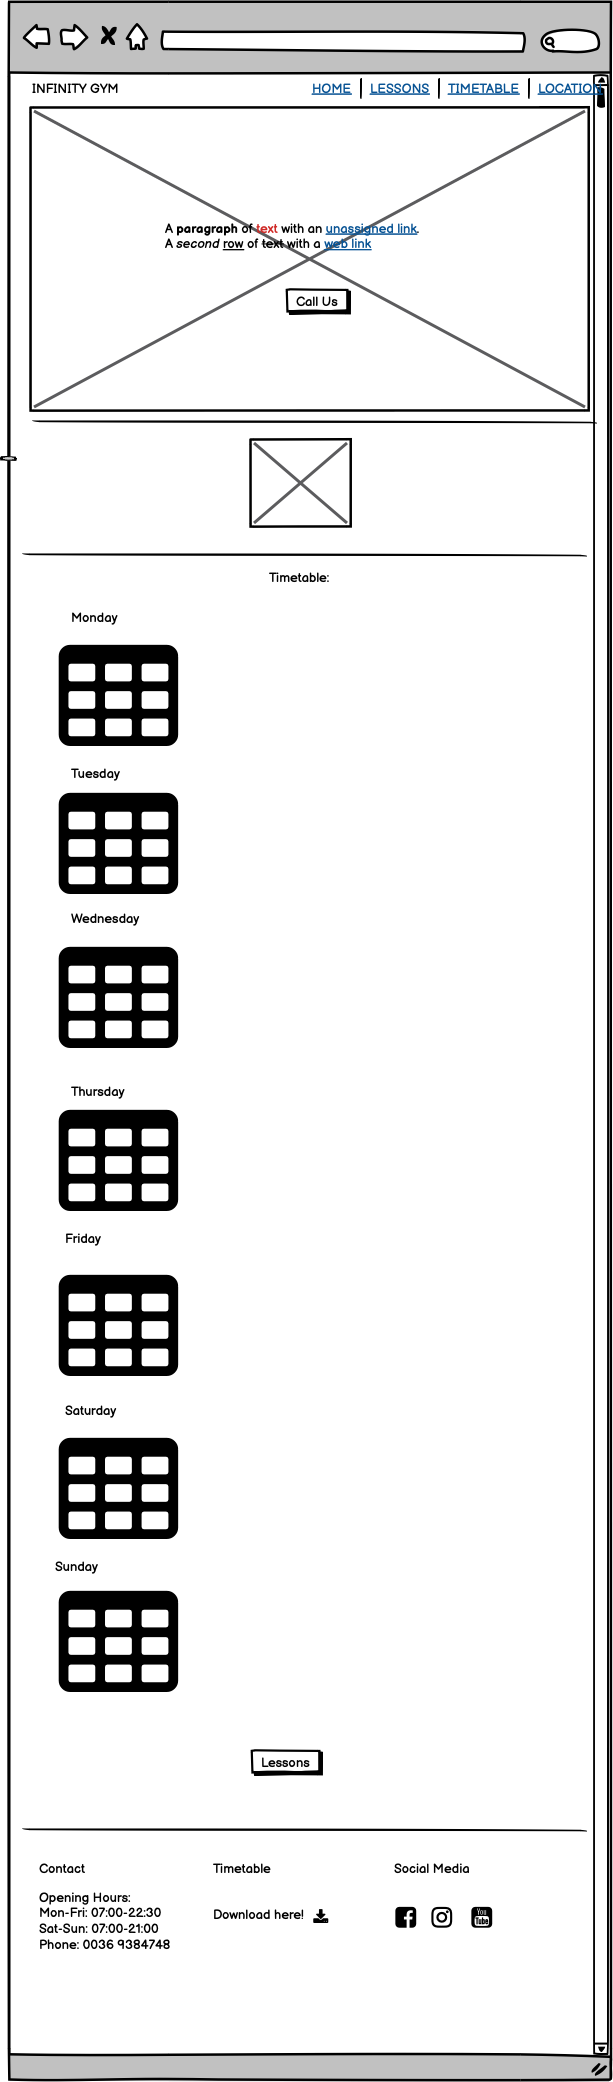 INFINITY GYM
HOME LESSONS TIMETABLE LOCATION
A paragraph of text with an unassigned link.
A second row of text with a web link
Call Us
Timetable:
Monday
Tuesday
Wednesday
Thursday
Friday
Saturday
Sunday
Lessons
Contact
Opening Hours:
Mon-Fri: 07:00-22:30
Sat-Sun: 07:00-21:00
Phone: 0036 9384748
Timetable
Download here!
Social Media
You
Tube